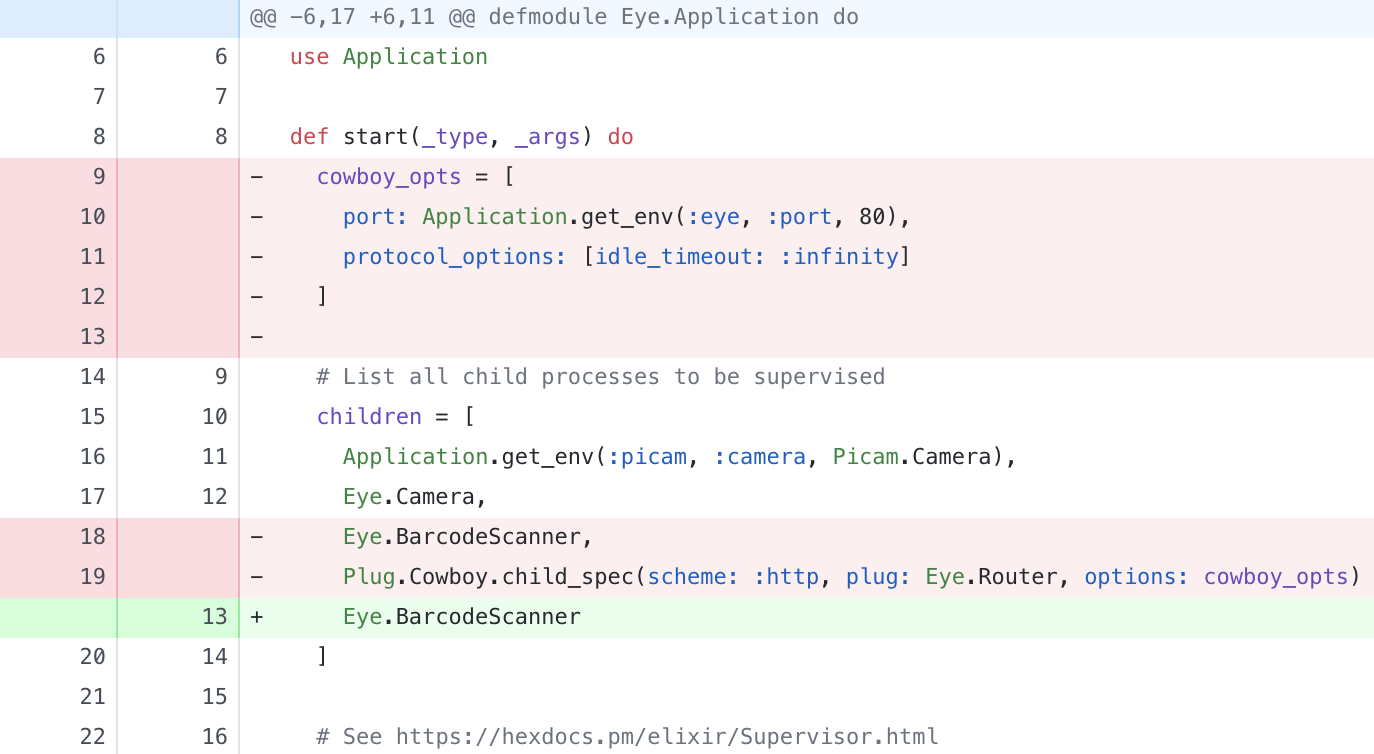 @@ −6,17 +6,11 @@ defmodule Eye.Application do
6 6 use Application
7 7
8 8 def start(_type, _args) do
9 − cowboy_opts = [
10 − port: Application.get_env(:eye, :port, 80),
11 − protocol_options: [idle_timeout: :infinity]
12 − ]
13 −
14 9 # List all child processes to be supervised
15 10 children = [
16 11 Application.get_env(:picam, :camera, Picam.Camera),
17 12 Eye.Camera,
18 − Eye.BarcodeScanner,
19 − Plug.Cowboy.child_spec(scheme: :http, plug: Eye.Router, options: cowboy_opts)
13 + Eye.BarcodeScanner
20 14 ]
21 15
22 16 # See https://hexdocs.pm/elixir/Supervisor.html